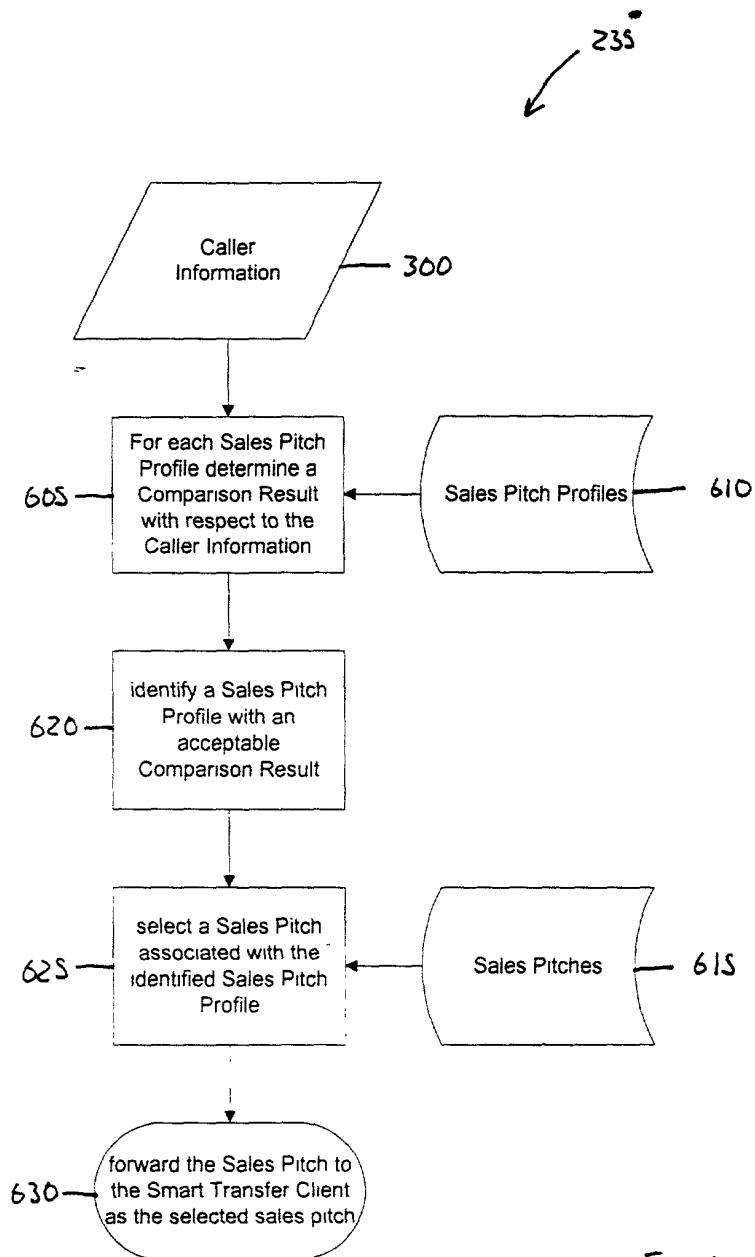 235
Caller
Information
300
For each Sales Pitch
Profile determine a
Comparison Result
with respect to the
Caller Information
605
Sales Pitch Profiles
610
identify a Sales Pitch
Profile with an
acceptable
Comparison Result
620
select a Sales Pitch
associated with the
identified Sales Pitch
Profile
625
Sales Pitches
615
forward the Sales Pitch to
the Smart Transfer Client
as the selected sales pitch
630